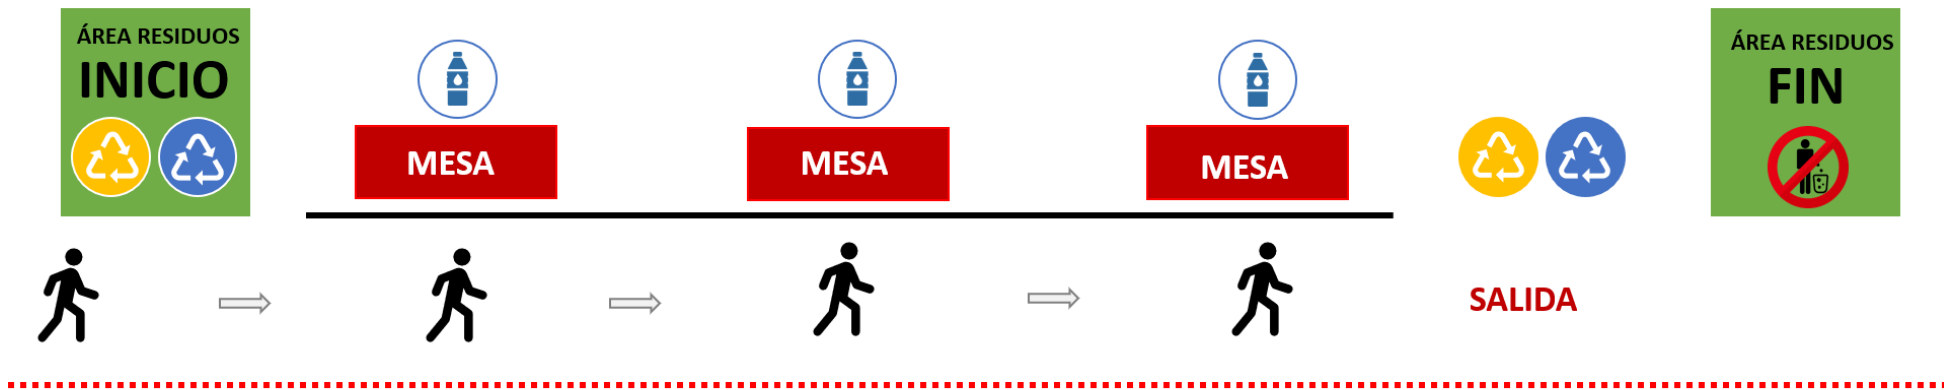 ÁREA RESIDUOS
INICIO
MESA
MESA
MESA
ÁREA RESIDUOS
FIN
SALIDA